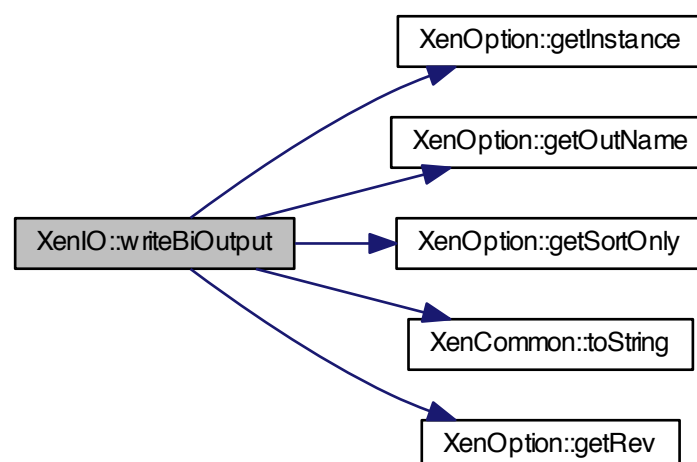 XenOption::getInstance
XenOption::getOutName
XenIO::writeBiOutput
XenOption::getSortOnly
XenCommon::toString
XenOption::getRev